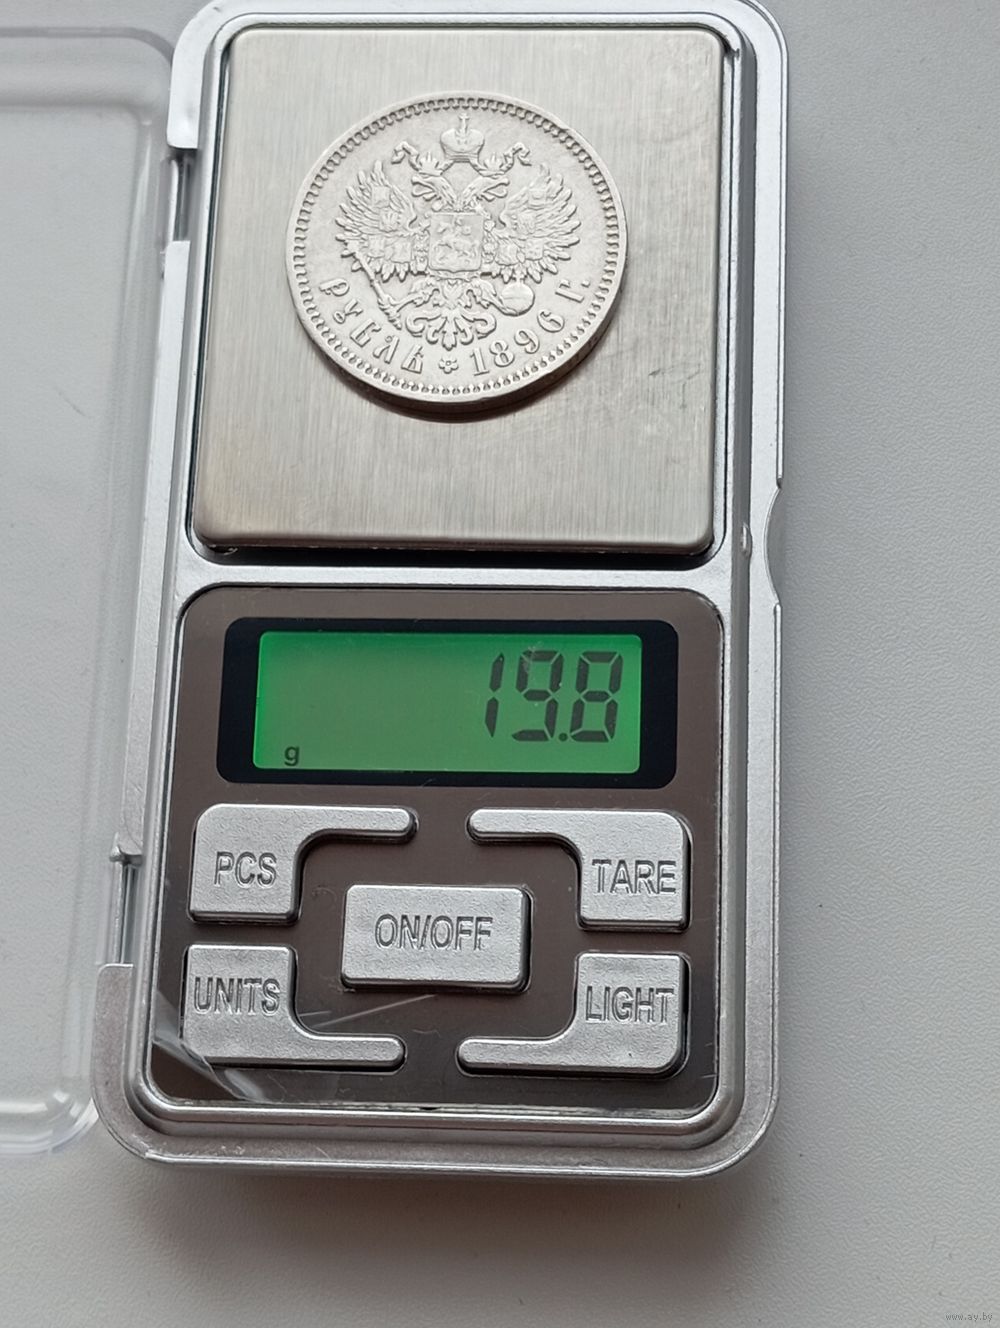 РУБЛЬ 1896 Г.
19.8
g
PCS
TARE
ON/OFF
UNITS
LIGHT
www.ay.by